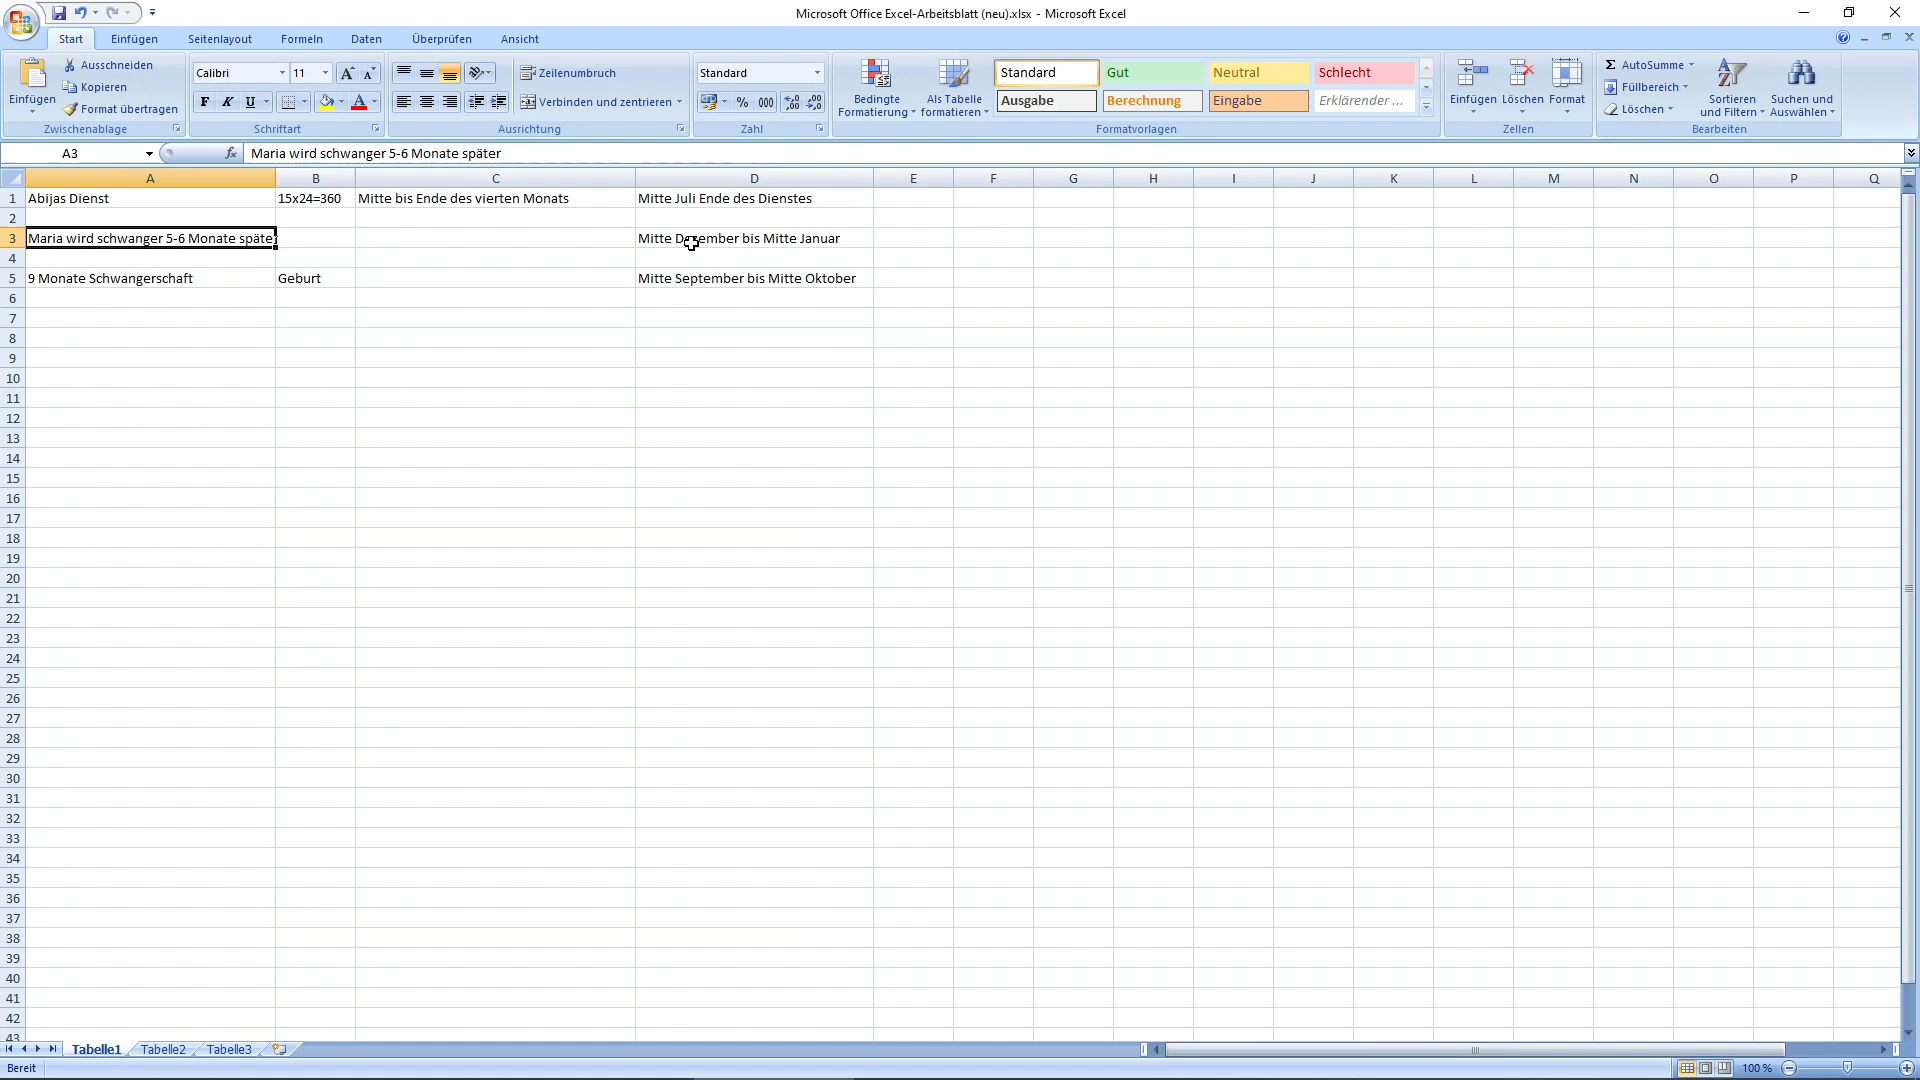 Microsoft Office Excel-Arbeitsblatt (neu).xlsx - Microsoft Excel
Start Einfügen Seitenlayout Formeln Daten Überprüfen Ansicht
Einfügen
Ausschneiden
Kopieren
Format übertragen
Zwischenablage
Calibri 11
F K U
Schriftart
Zeilenumbruch
Verbinden und zentrieren
Ausrichtung
Standard
% 000
Zahl
Bedingte Formatierung
Als Tabelle formatieren
Standard Gut Neutral Schlecht
Ausgabe Berechnung Eingabe Erklärender ...
Formatvorlagen
Einfügen Löschen Format
Zellen
AutoSumme
Füllbereich
Löschen
Sortieren und Filtern
Suchen und Auswählen
Bearbeiten
A3 fx Maria wird schwanger 5-6 Monate später
A B C D E F G H I J K L M N O P Q
1 Abijas Dienst 15x24=360 Mitte bis Ende des vierten Monats Mitte Juli Ende des Dienstes
2
3 Maria wird schwanger 5-6 Monate später Mitte Dezember bis Mitte Januar
4
5 9 Monate Schwangerschaft Geburt Mitte September bis Mitte Oktober
6
7
8
9
10
11
12
13
14
15
16
17
18
19
20
21
22
23
24
25
26
27
28
29
30
31
32
33
34
35
36
37
38
39
40
41
42
43
Tabelle1 Tabelle2 Tabelle3
Bereit 100 %